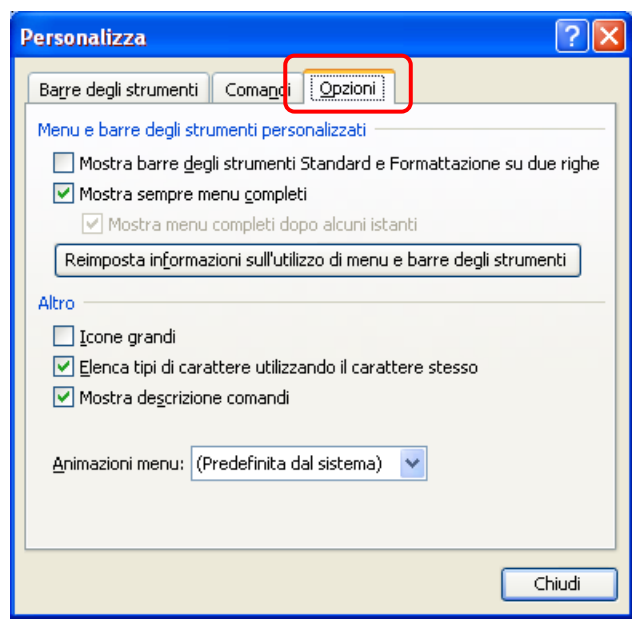 Personalizza
Barre degli strumenti Comandi Opzioni
Menu e barre degli strumenti personalizzati
Mostra barre degli strumenti Standard e Formattazione su due righe
Mostra sempre menu completi
Mostra menu completi dopo alcuni istanti
Reimposta informazioni sull'utilizzo di menu e barre degli strumenti
Altro
Icone grandi
Elenca tipi di carattere utilizzando il carattere stesso
Mostra descrizione comandi
Animazioni menu: (Predefinita dal sistema)
Chiudi